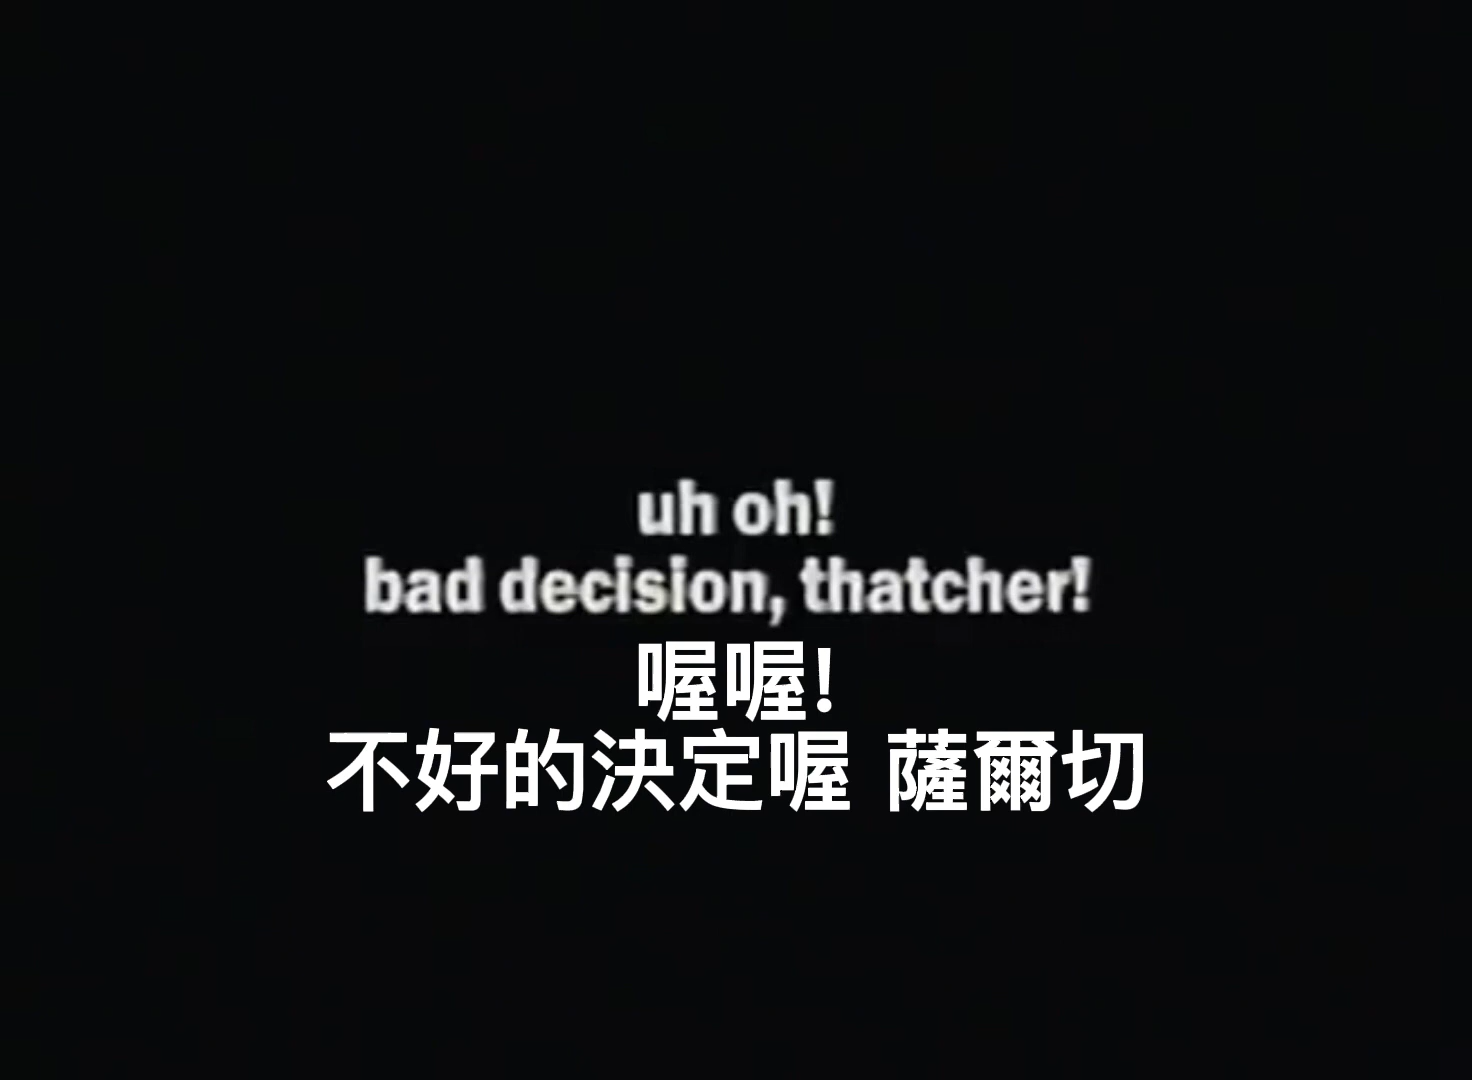 uh oh!
bad decision, thatcher!
喔喔!
不好的決定喔 薩爾切